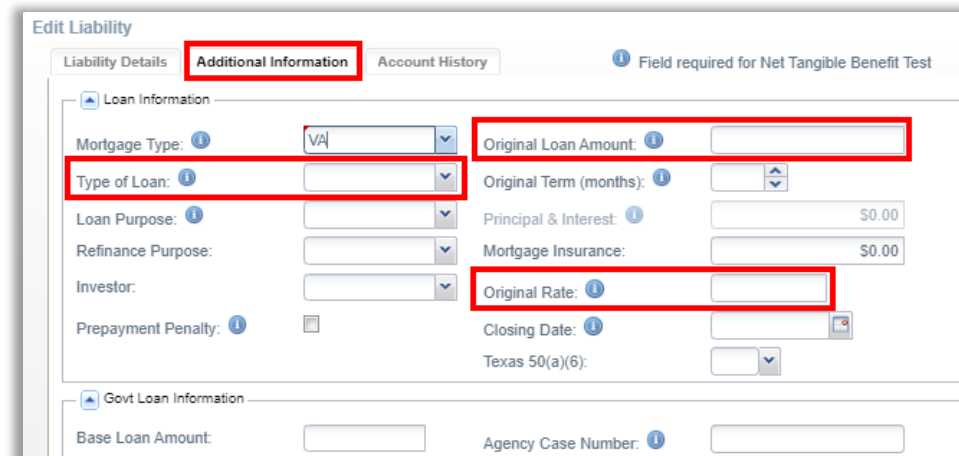 Edit Liability
Liability Details Additional Information Account History Field required for Net Tangible Benefit Test
Loan Information
Mortgage Type: VA Original Loan Amount:
Type of Loan: Original Term (months):
Loan Purpose: Principal & Interest: $0.00
Refinance Purpose: Mortgage Insurance: $0.00
Investor: Original Rate:
Prepayment Penalty: Closing Date:
Texas 50(a)(6):
Govt Loan Information
Base Loan Amount: Agency Case Number: